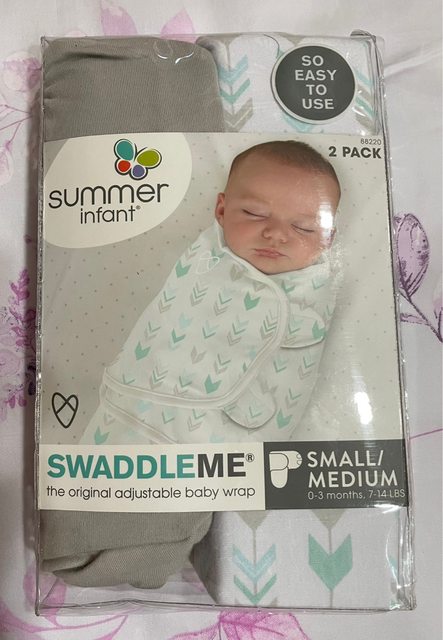 SO
EASY
TO
USE
88220
2 PACK
summer
infant®
SWADDLEME®
the original adjustable baby wrap
SMALL/
MEDIUM
0-3 months, 7-14 LBS